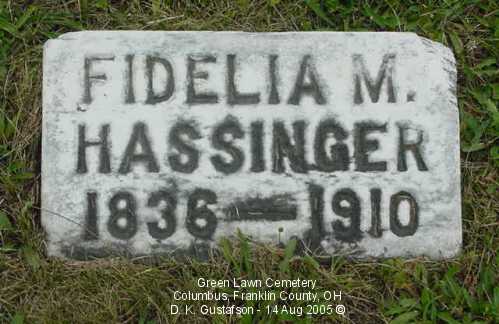 FIDELIA M.
HASSINGER
1836 — 1910
Green Lawn Cemetery
Columbus, Franklin County, OH
D. K. Gustafson - 14 Aug 2005 ©